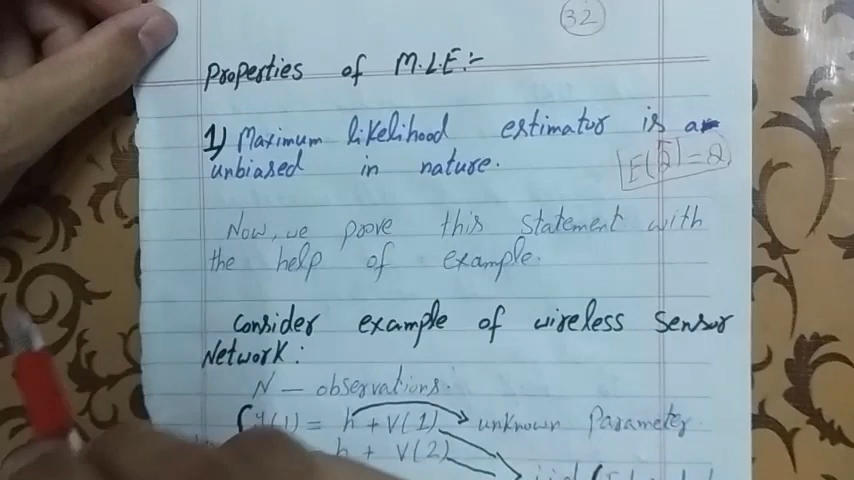 32
Properties of M.L.E:-
1) Maximum likelihood estimator is a
unbiased in nature.
Now, we prove this statement with
the help of example.
Consider example of wireless Sensor
Network:
N - observations.
y(1) = h + V(1) → unknown Parameter.
= h + V(2)